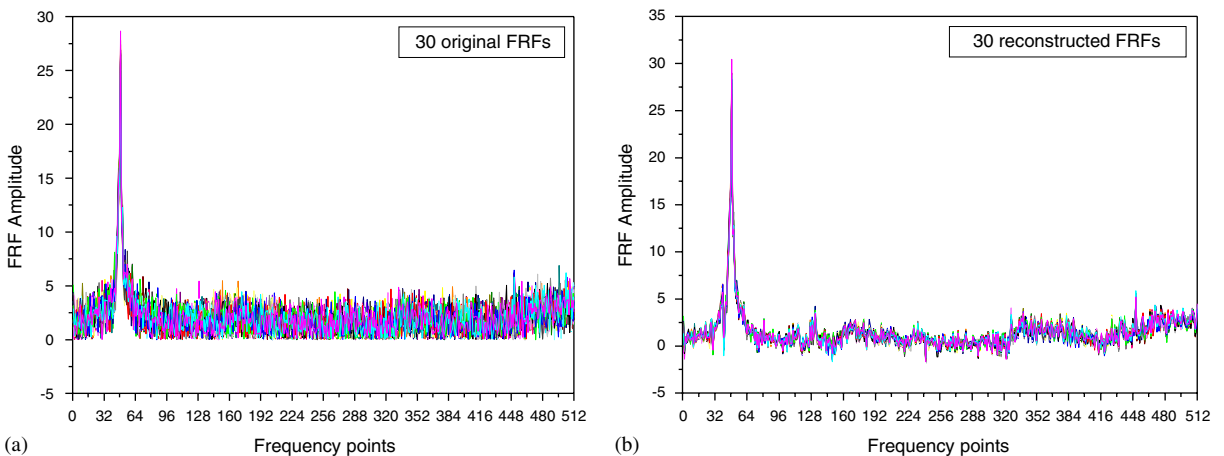 30 original FRFs
FRF Amplitude
30
25
20
15
10
5
0
-5
0 32 64 96 128 160 192 224 256 288 320 352 384 416 448 480 512
Frequency points
(a)
30 reconstructed FRFs
FRF Amplitude
35
30
25
20
15
10
5
0
-5
0 32 64 96 128 160 192 224 256 288 320 352 384 416 448 480 512
Frequency points
(b)